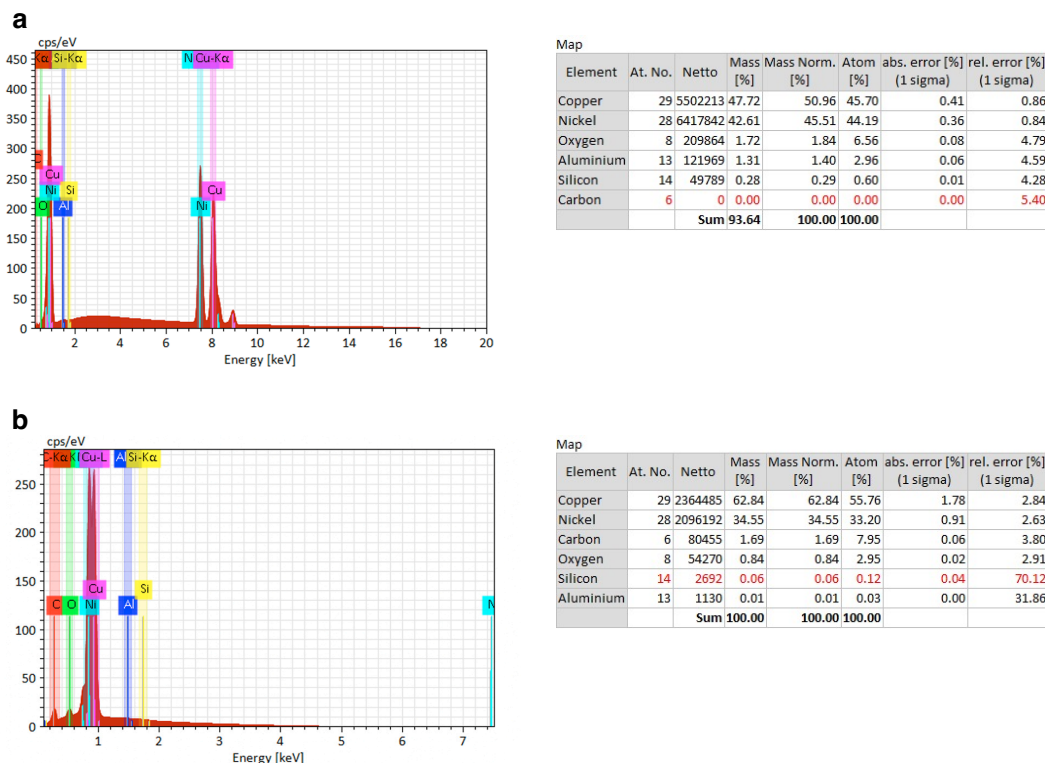 a
cps/eV
Kα Si-Kα N Cu-Kα
450
400
350
300
250
200
150
100
50
0
C
Cu
Ni Si
O Al Ni Cu
2 4 6 8 10 12 14 16 18 20
Energy [keV]
Map
Element At. No. Netto Mass [%] Mass Norm. [%] Atom [%] abs. error [%] (1 sigma) rel. error [%] (1 sigma)
Copper 29 5502213 47.72 50.96 45.70 0.41 0.86
Nickel 28 6417842 42.61 45.51 44.19 0.36 0.84
Oxygen 8 209864 1.72 1.84 6.56 0.08 4.79
Aluminium 13 121969 1.31 1.40 2.96 0.06 4.59
Silicon 14 49789 0.28 0.29 0.60 0.01 4.28
Carbon 6 0 0.00 0.00 0.00 0.00 5.40
Sum 93.64 100.00 100.00
b
cps/eV
C-Kα Cu-L Al Si-Kα
250
200
150
100
50
0
Cu Si
C O Ni Al N
1 2 3 4 5 6 7
Energy [keV]
Map
Element At. No. Netto Mass [%] Mass Norm. [%] Atom [%] abs. error [%] (1 sigma) rel. error [%] (1 sigma)
Copper 29 2364485 62.84 62.84 55.76 1.78 2.84
Nickel 28 2096192 34.55 34.55 33.20 0.91 2.63
Carbon 6 80455 1.69 1.69 7.95 0.06 3.80
Oxygen 8 54270 0.84 0.84 2.95 0.02 2.91
Silicon 14 2692 0.06 0.06 0.12 0.04 70.12
Aluminium 13 1130 0.01 0.01 0.03 0.00 31.86
Sum 100.00 100.00 100.00